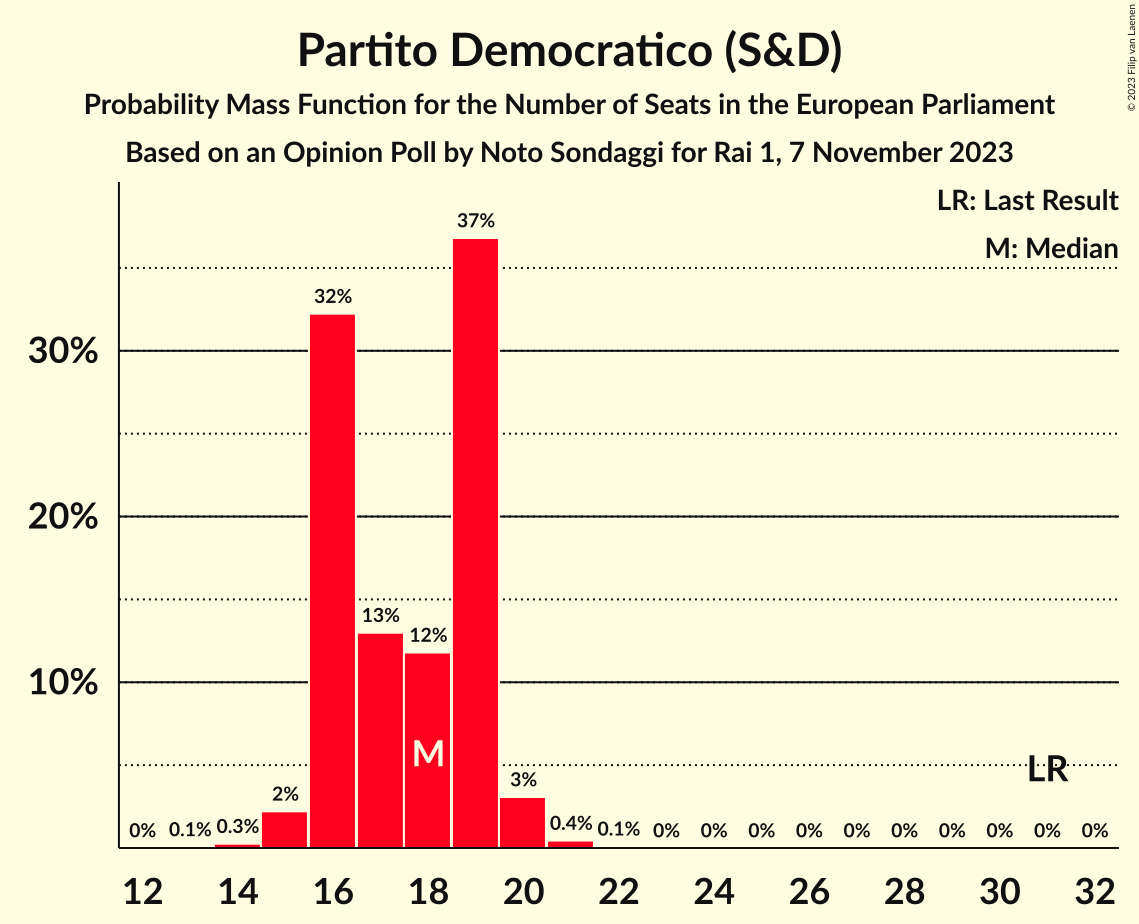 Partito Democratico (S&D)
Probability Mass Function for the Number of Seats in the European Parliament
Based on an Opinion Poll by Noto Sondaggi for Rai 1, 7 November 2023
© 2023 Filip van Laenen
LR: Last Result
M: Median
37%
32%
30%
20%
13%
12%
10%
M
LR
3%
2%
0% 0.1% 0.3% 0.4% 0.1% 0% 0% 0% 0% 0% 0% 0% 0% 0% 0%
12 14 16 18 20 22 24 26 28 30 32